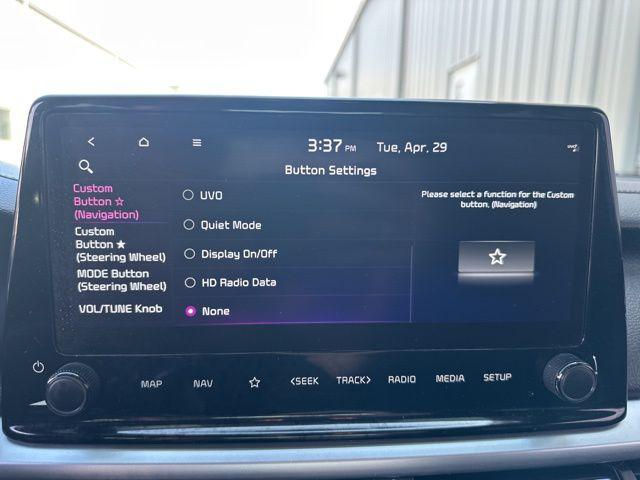 3:37 PM Tue, Apr. 29
Button Settings
Custom
Button ☆
(Navigation)
Custom
Button ★
(Steering Wheel)
MODE Button
(Steering Wheel)
VOL/TUNE Knob
UVO
Quiet Mode
Display On/Off
HD Radio Data
None
Please select a function for the Custom
button. (Navigation)
MAP NAV ☆ <SEEK TRACK> RADIO MEDIA SETUP